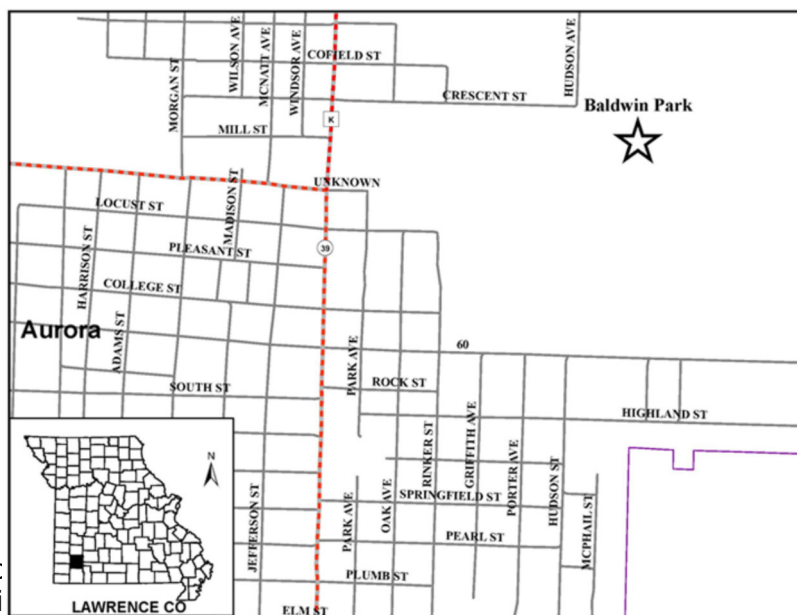 COFIELD ST
HUDSON AVE
WILSON AVE
MCNATT AVE
WINDSOR AVE
MORGAN ST
CRESCENT ST
Baldwin Park
K
MILL ST
UNKNOWN
MADISON ST
LOCUST ST
PLEASANT ST
39
HARRISON ST
COLLEGE ST
Aurora
ADAMS ST
60
PARK AVE
ROCK ST
SOUTH ST
HIGHLAND ST
RINKER ST
GRIFFITH AVE
PORTER AVE
HUDSON ST
N
OAK AVE
SPRINGFIELD ST
MCPHAIL ST
JEFFERSON ST
PARK AVE
PEARL ST
PLUMB ST
LAWRENCE CO
ELM ST